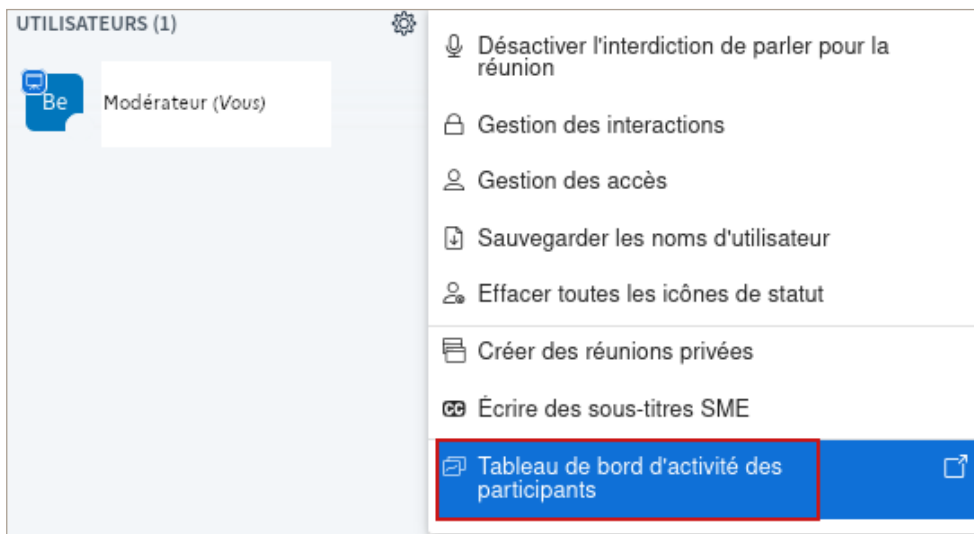 UTILISATEURS (1)
Be
Modérateur (Vous)
Désactiver l'interdiction de parler pour la
réunion
Gestion des interactions
Gestion des accès
Sauvegarder les noms d'utilisateur
Effacer toutes les icônes de statut
Créer des réunions privées
CC Écrire des sous-titres SME
Tableau de bord d'activité des
participants